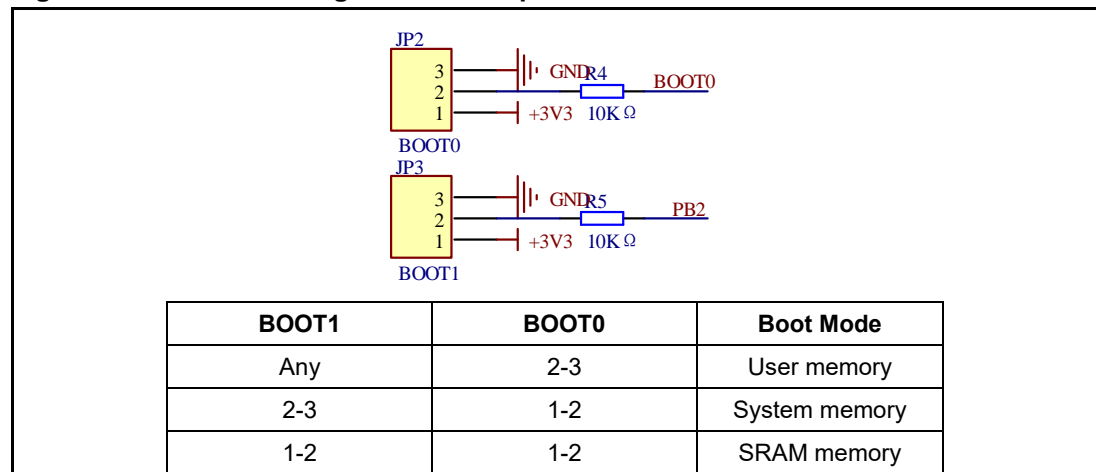 JP2
3 GND R4 BOOT0
2
1 +3V3 10K Ω
BOOT0
JP3
3 GND R5 PB2
2
1 +3V3 10K Ω
BOOT1
BOOT1 BOOT0 Boot Mode
Any 2-3 User memory
2-3 1-2 System memory
1-2 1-2 SRAM memory